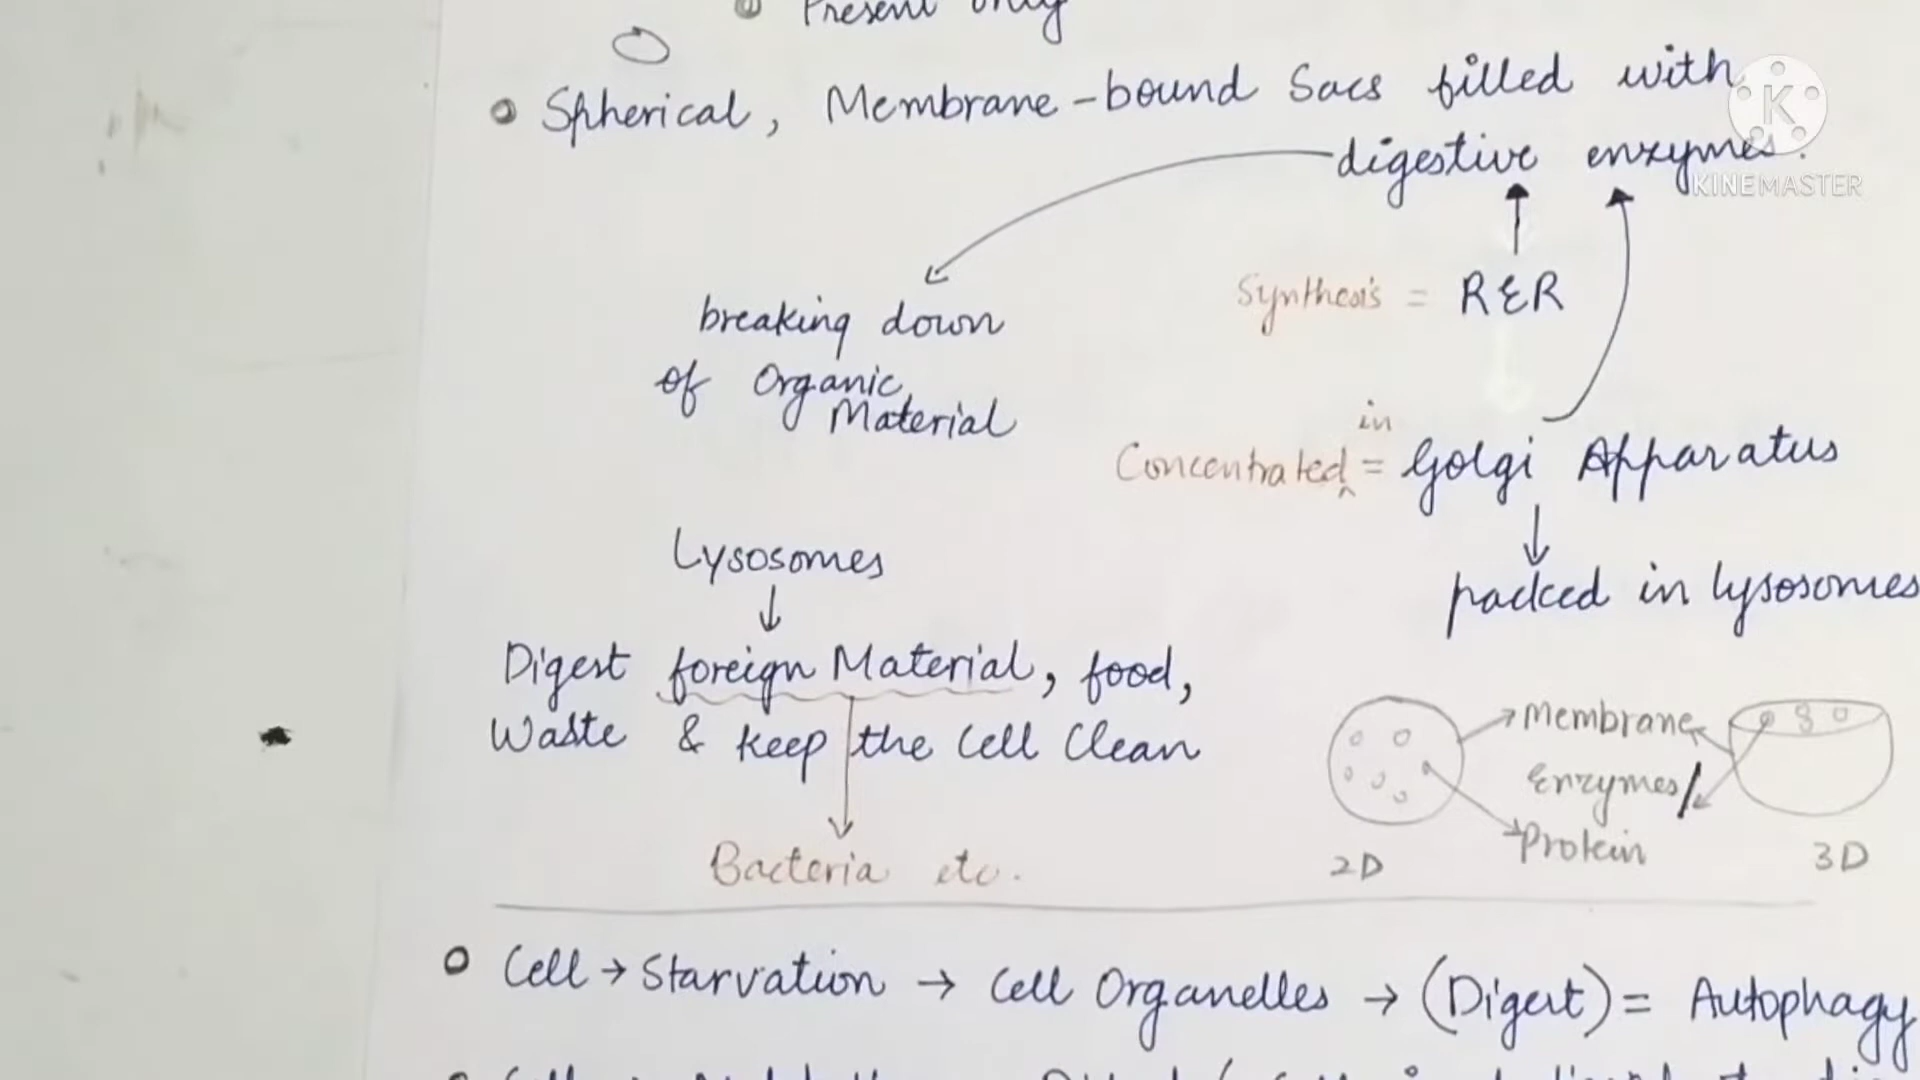 Present only
Spherical, Membrane-bound Sacs filled with
digestive enzymes.
K
KINEMASTER
Synthesis = RER
breaking down
of Organic
Material
in
Concentrated ^ = Golgi Apparatus
packed in lysosomes
Lysosomes
Digest foreign Material, food,
Waste & keep the Cell Clean
Bacteria etc.
Membrane
Enzymes/
Protein
2D
3D
Cell → Starvation → Cell Organelles → (Digest) = Autophagy